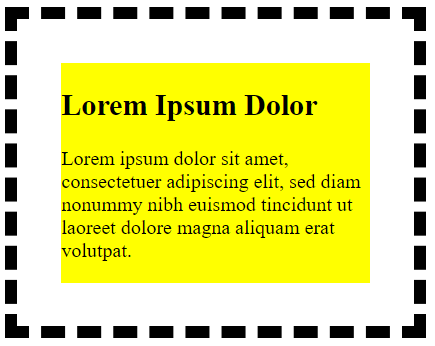 Lorem Ipsum Dolor
Lorem ipsum dolor sit amet,
consectetuer adipiscing elit, sed diam
nonummy nibh euismod tincidunt ut
laoreet dolore magna aliquam erat
volutpat.